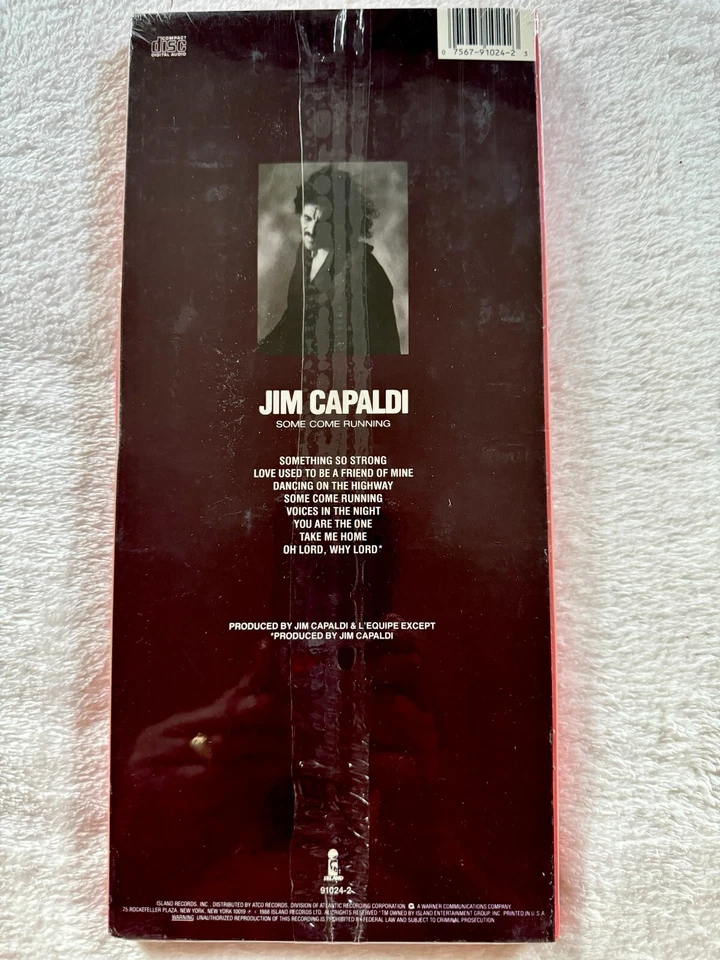 COMPACT
disc
DIGITAL AUDIO
0 7567-91024-2 3
JIM CAPALDI
SOME COME RUNNING
SOMETHING SO STRONG
LOVE USED TO BE A FRIEND OF MINE
DANCING ON THE HIGHWAY
SOME COME RUNNING
VOICES IN THE NIGHT
YOU ARE THE ONE
TAKE ME HOME
OH LORD, WHY LORD*
PRODUCED BY JIM CAPALDI & L'EQUIPE EXCEPT
*PRODUCED BY JIM CAPALDI
ISLAND
91024-2
ISLAND RECORDS, INC., DISTRIBUTED BY ATCO RECORDS, DIVISION OF ATLANTIC RECORDING CORPORATION A WARNER COMMUNICATIONS COMPANY.
75 ROCKEFELLER PLAZA, NEW YORK, NEW YORK 10019 ℗ © 1988 ISLAND RECORDS LTD. ALL RIGHTS RESERVED *TM OWNED BY ISLAND ENTERTAINMENT GROUP, INC. PRINTED IN U.S.A.
WARNING: UNAUTHORIZED REPRODUCTION OF THIS RECORDING IS PROHIBITED BY FEDERAL LAW AND SUBJECT TO CRIMINAL PROSECUTION.